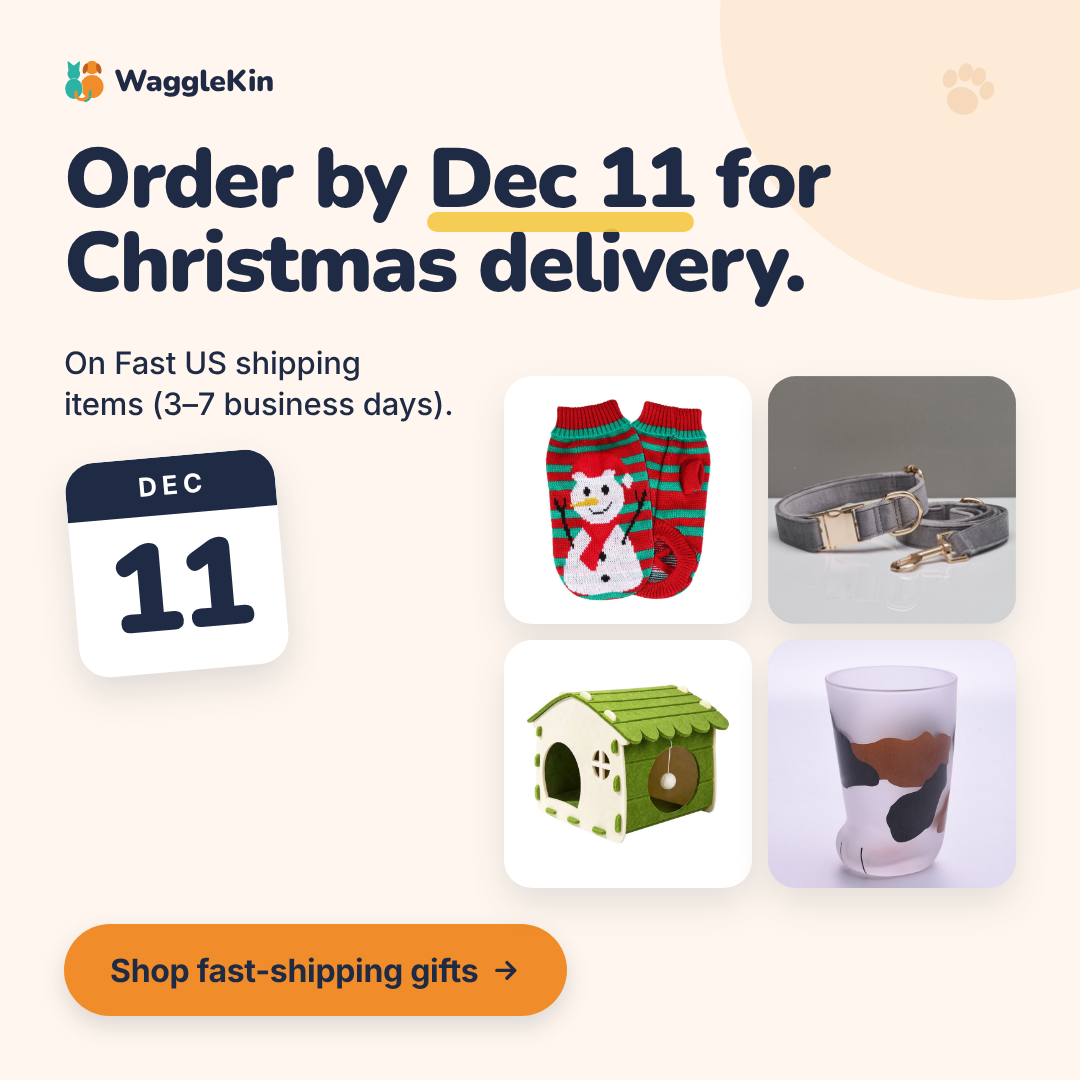 WaggleKin
Order by Dec 11 for
Christmas delivery.
On Fast US shipping
items (3–7 business days).
DEC
11
Shop fast-shipping gifts →